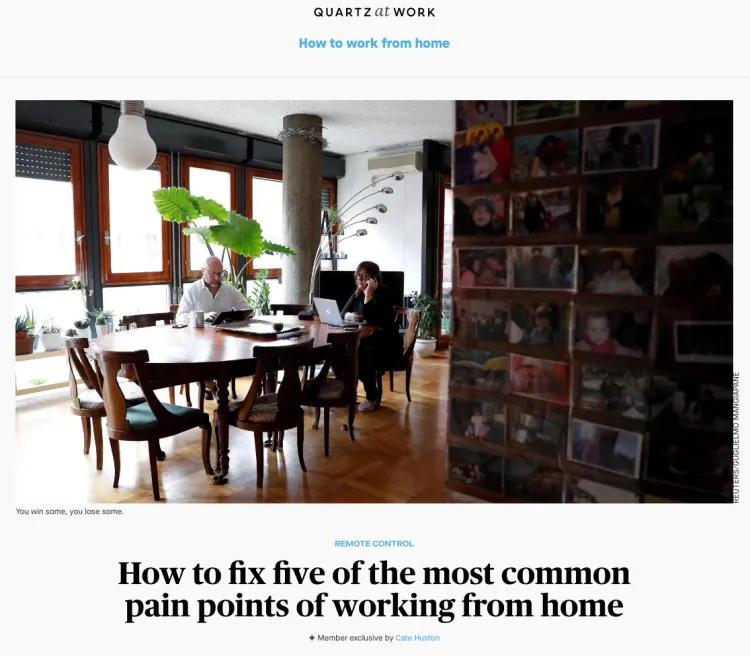 QUARTZ at WORK
How to work from home
REUTERS/GUGLIELMO MANGIAPANE
You win some, you lose some.
REMOTE CONTROL
How to fix five of the most common
pain points of working from home
✦ Member exclusive by Cate Huston